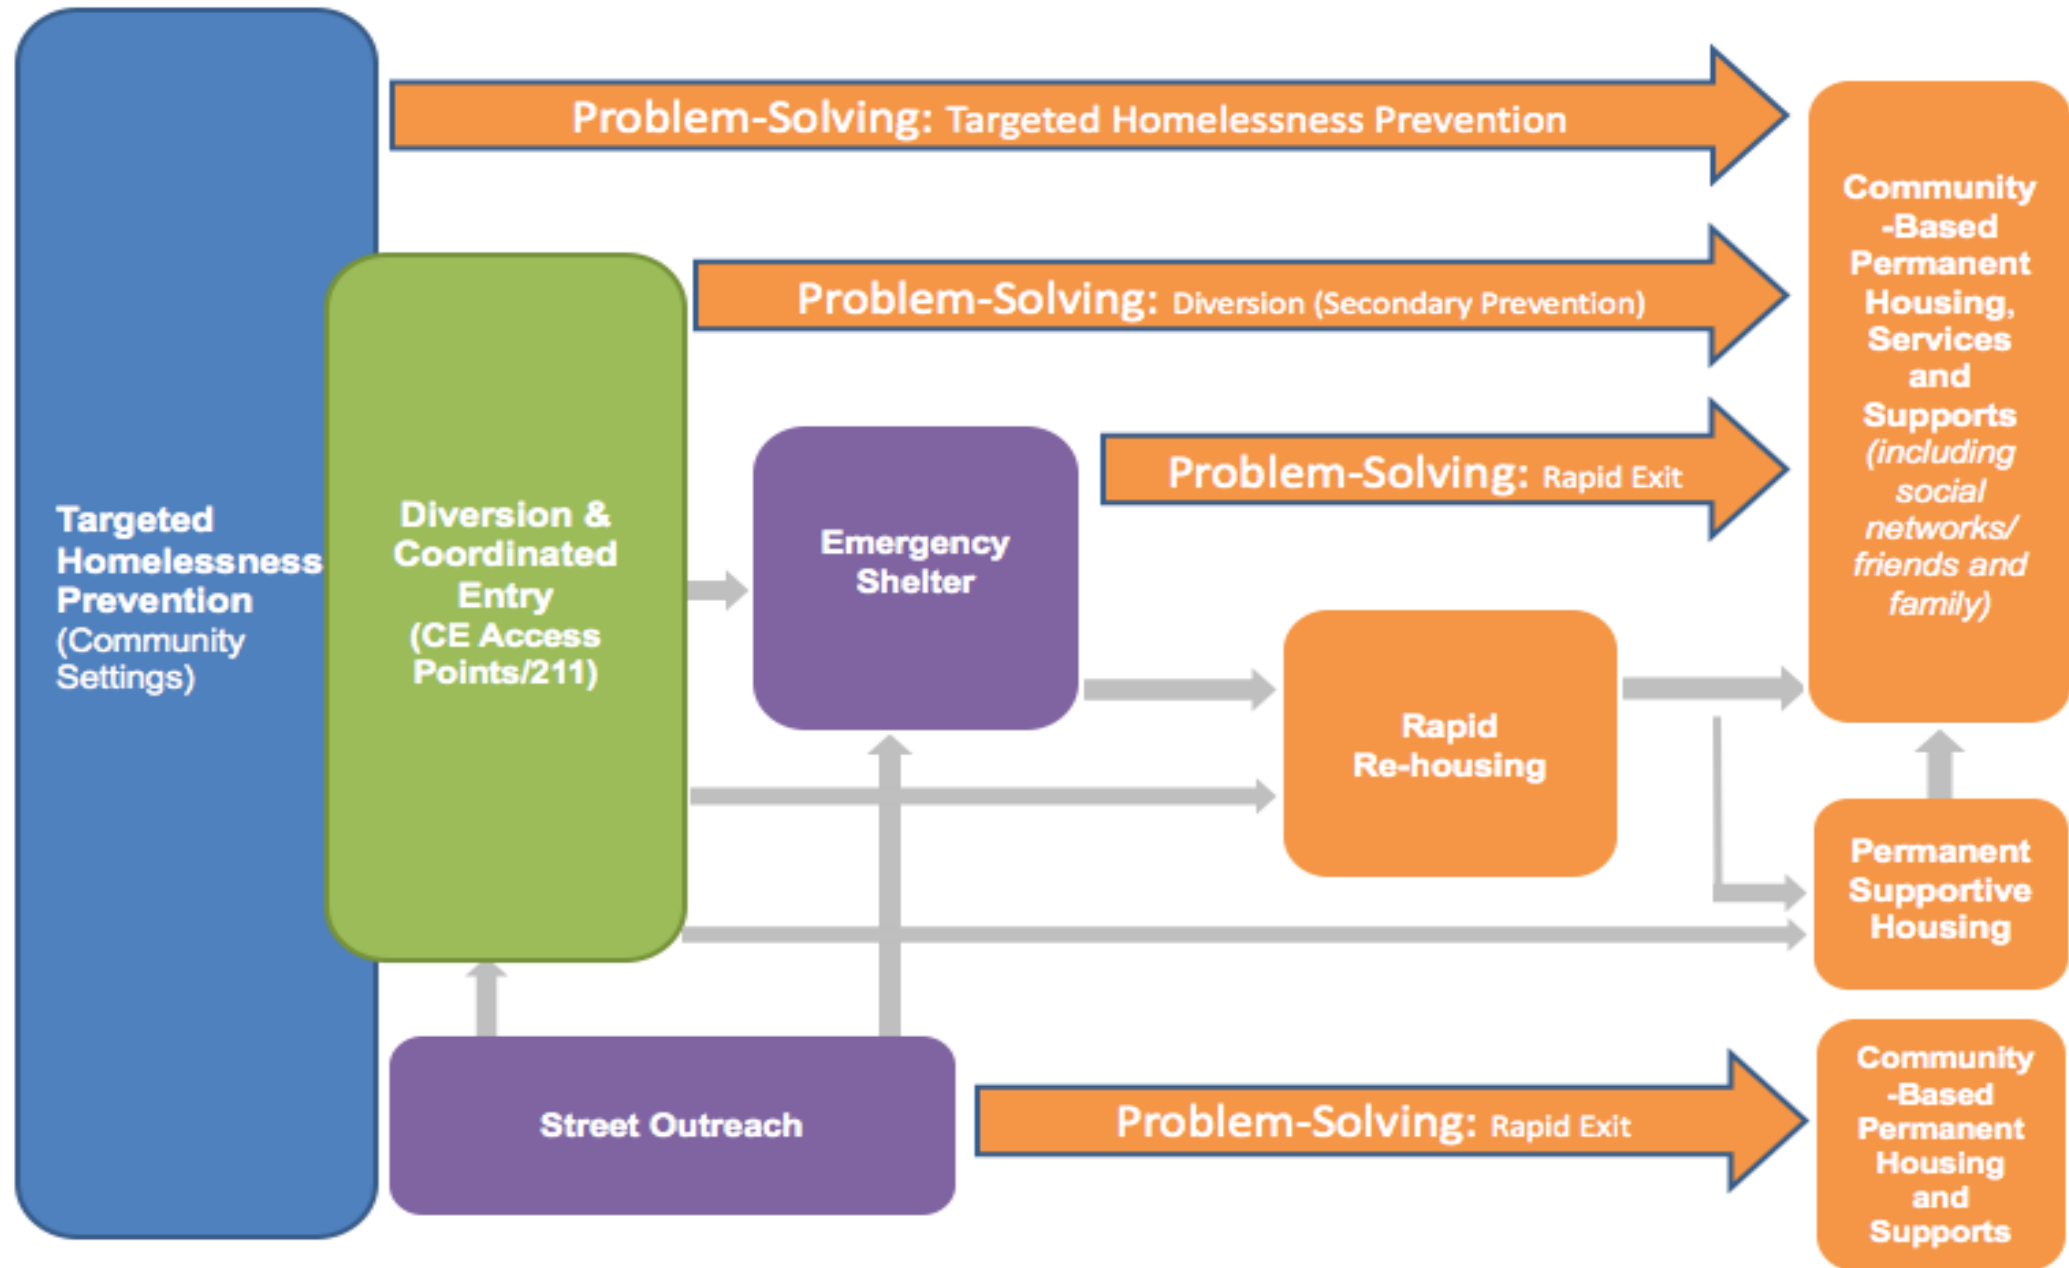 Problem-Solving: Targeted Homelessness Prevention
Problem-Solving: Diversion (Secondary Prevention)
Problem-Solving: Rapid Exit
Targeted
Homelessness
Prevention
(Community
Settings)
Diversion &
Coordinated
Entry
(CE Access
Points/211)
Emergency
Shelter
Rapid
Re-housing
Community
-Based
Permanent
Housing,
Services
and
Supports
(including
social
networks/
friends and
family)
Permanent
Supportive
Housing
Street Outreach
Problem-Solving: Rapid Exit
Community
-Based
Permanent
Housing
and
Supports